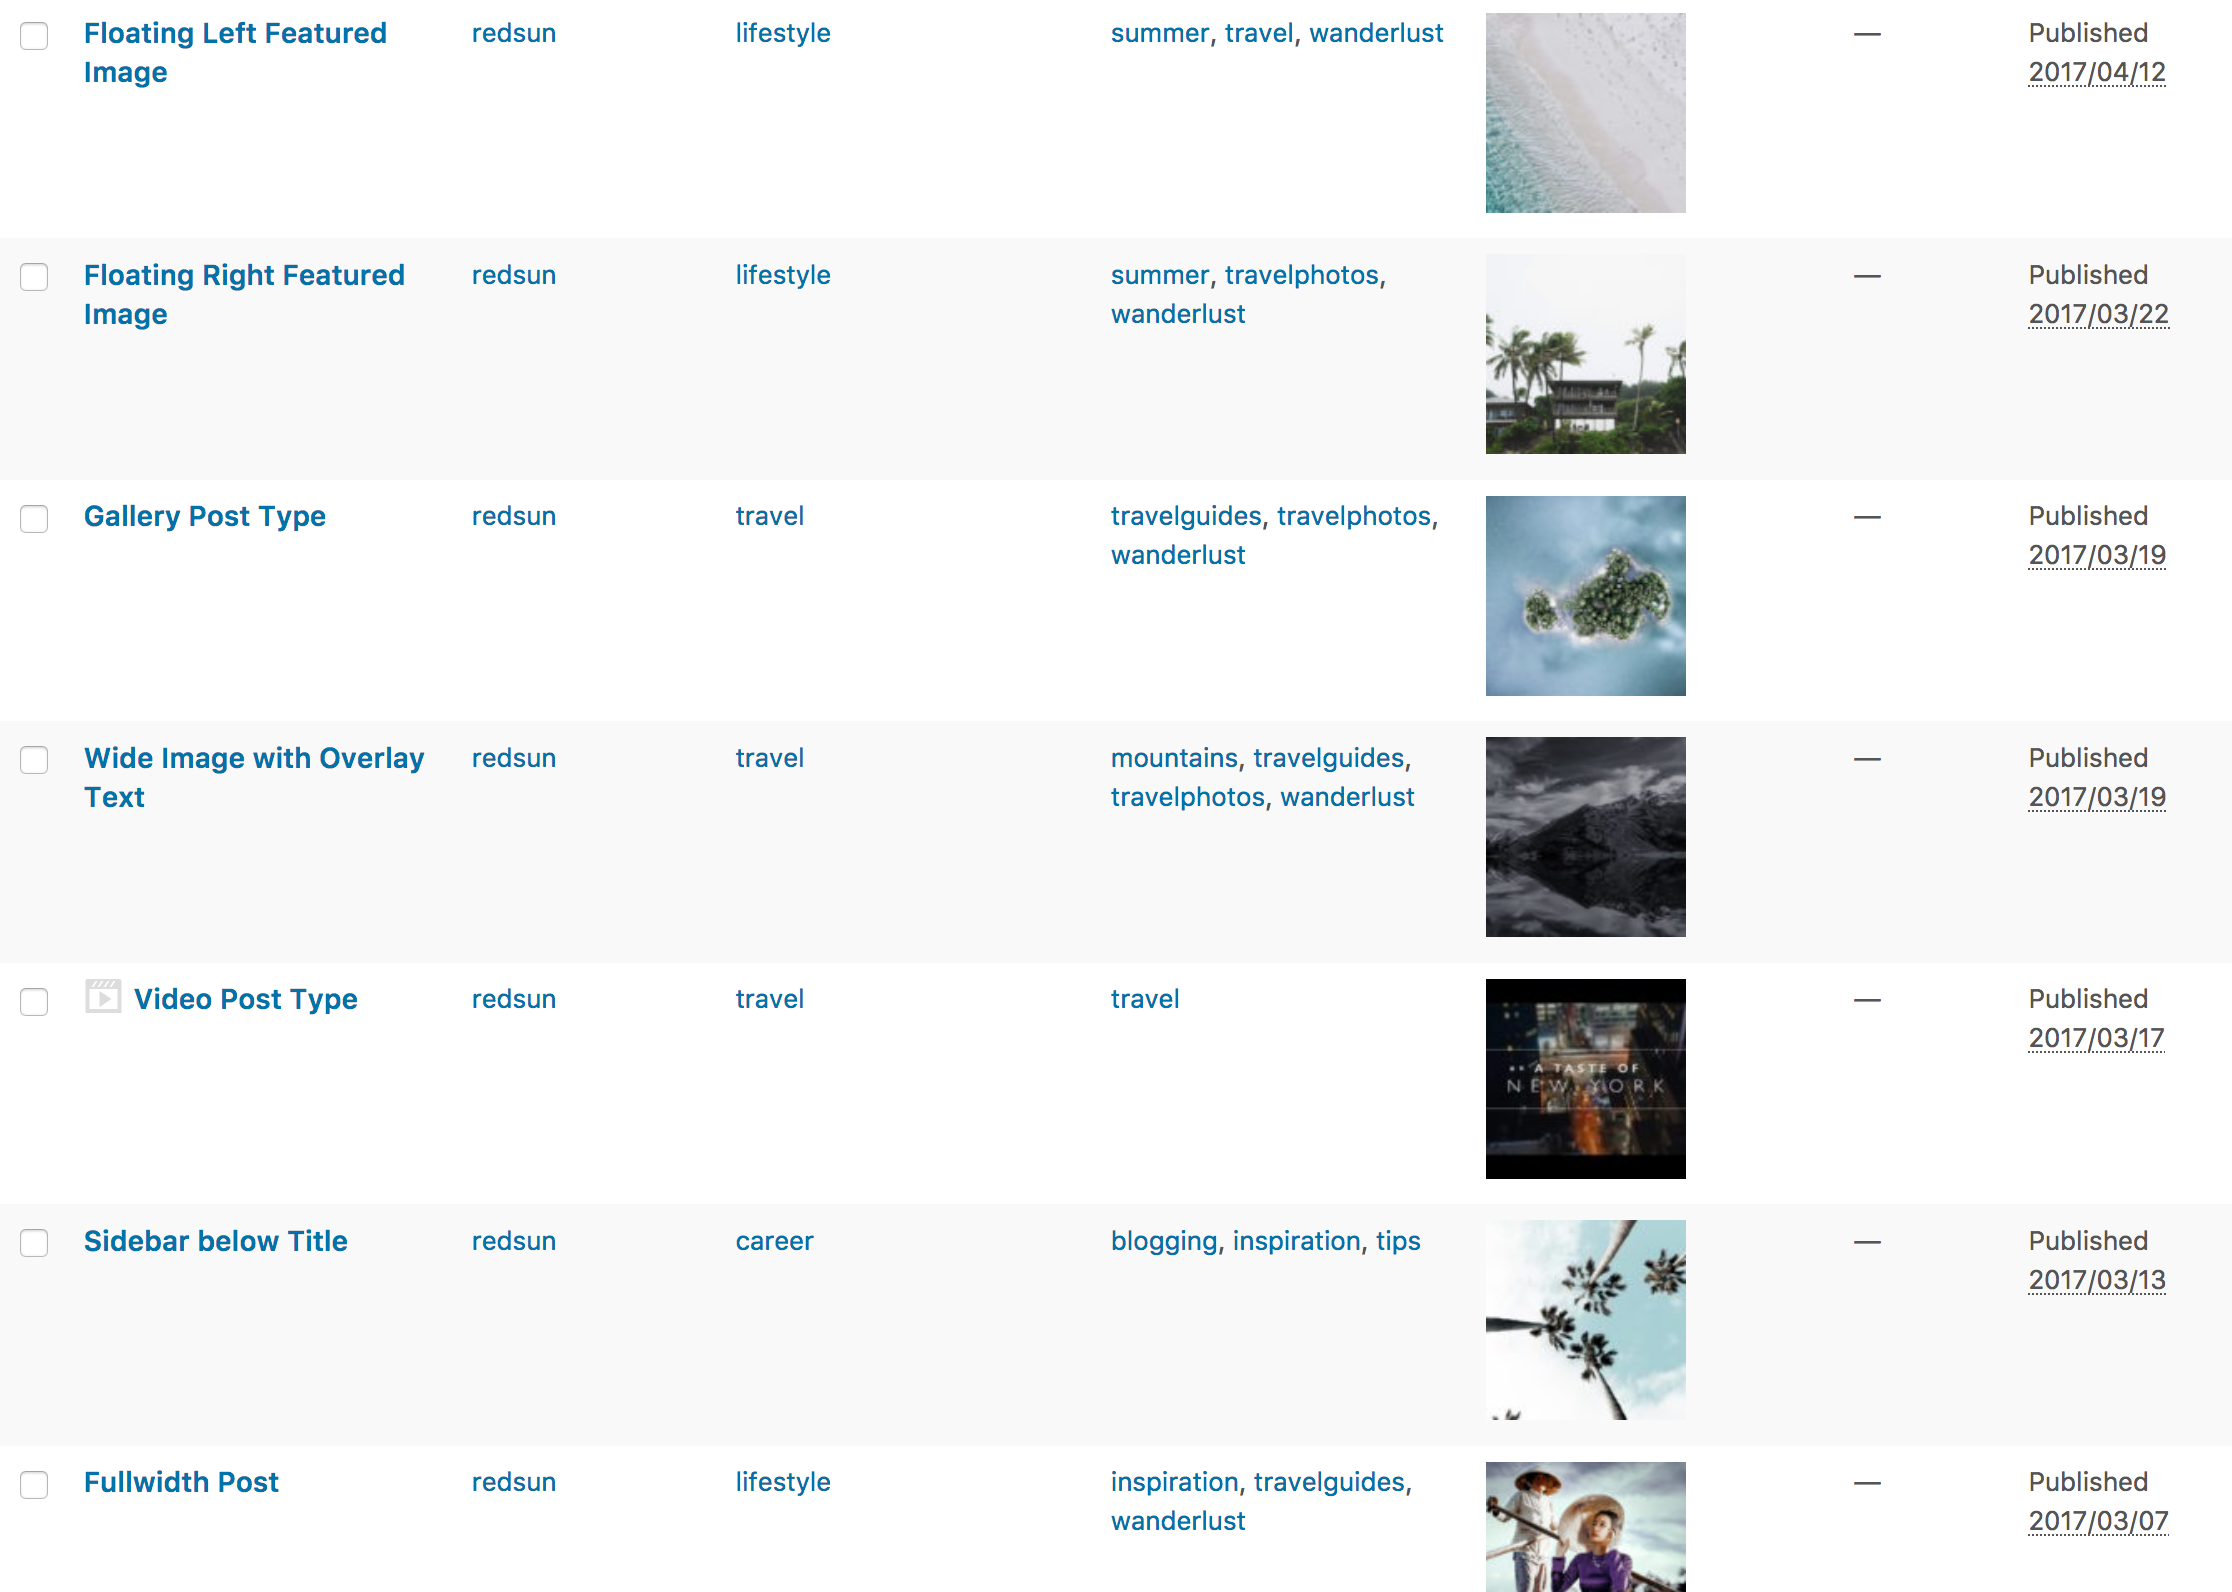 Floating Left Featured
Image
redsun
lifestyle
summer, travel, wanderlust
—
Published
2017/04/12
Floating Right Featured
Image
redsun
lifestyle
summer, travelphotos,
wanderlust
—
Published
2017/03/22
Gallery Post Type
redsun
travel
travelguides, travelphotos,
wanderlust
—
Published
2017/03/19
Wide Image with Overlay
Text
redsun
travel
mountains, travelguides,
travelphotos, wanderlust
—
Published
2017/03/19
Video Post Type
redsun
travel
travel
A TASTE OF
NEW YORK
—
Published
2017/03/17
Sidebar below Title
redsun
career
blogging, inspiration, tips
—
Published
2017/03/13
Fullwidth Post
redsun
lifestyle
inspiration, travelguides,
wanderlust
—
Published
2017/03/07